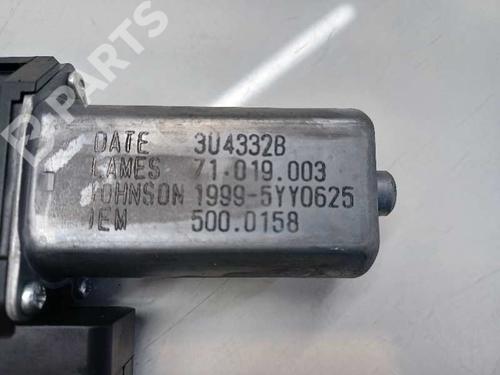 B-PARTS
DATE 3U4332B
LAMES 71.019.003
JOHNSON 1999-5YY0625
IEM 500.0158